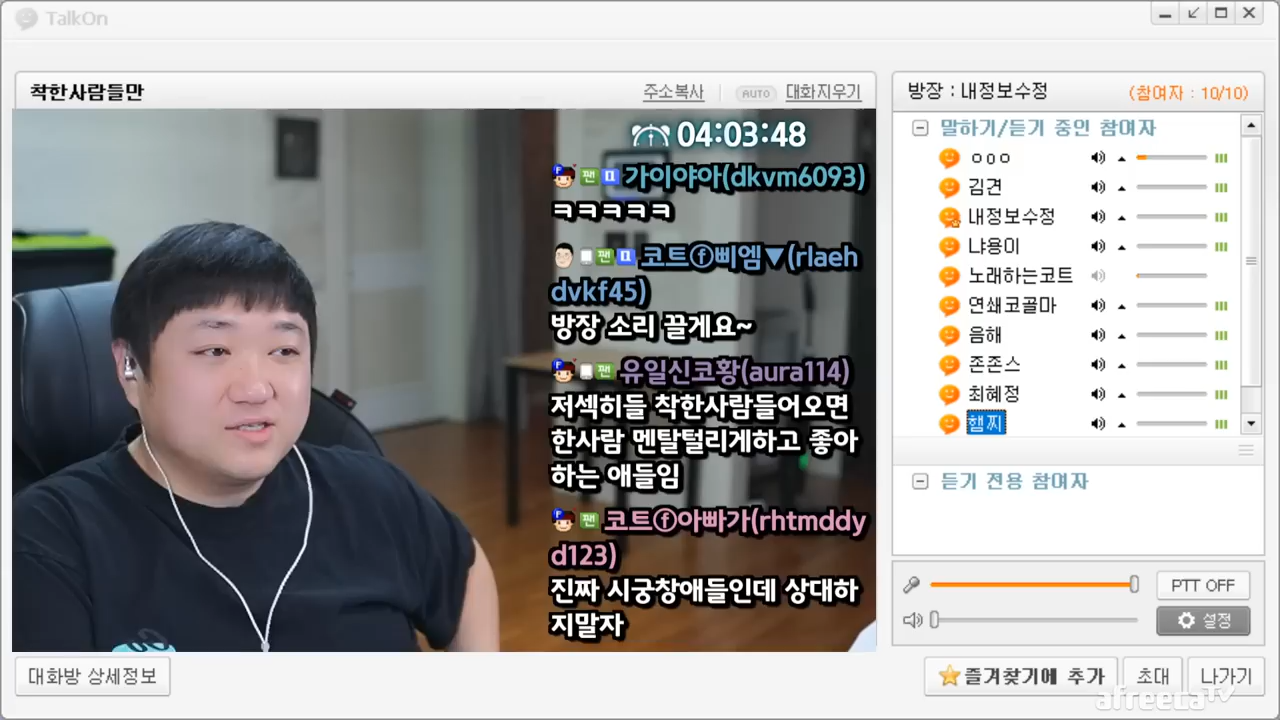 TalkOn
착한사람들만
주소복사
AUTO
대화지우기
04:03:48
팬 가이야아(dkvm6093)
ㅋㅋㅋㅋㅋ
팬 코트ⓕ삐엠▼(rlaeh
dvkf45)
방장 소리 끌게요~
팬 유일신코황(aura114)
저섹히들 착한사람들어오면
한사람 멘탈털리게하고 좋아
하는 애들임
팬 코트ⓕ아빠가(rhtmddy
d123)
진짜 시궁창애들인데 상대하
지말자
방장 : 내정보수정
(참여자 : 10/10)
말하기/듣기 중인 참여자
ㅇㅇㅇ
김견
내정보수정
냐용이
노래하는코트
연쇄코골마
음해
존존스
최혜정
햄찌
듣기 전용 참여자
PTT OFF
설정
대화방 상세정보
즐겨찾기에 추가
초대
나가기
afreecaTV